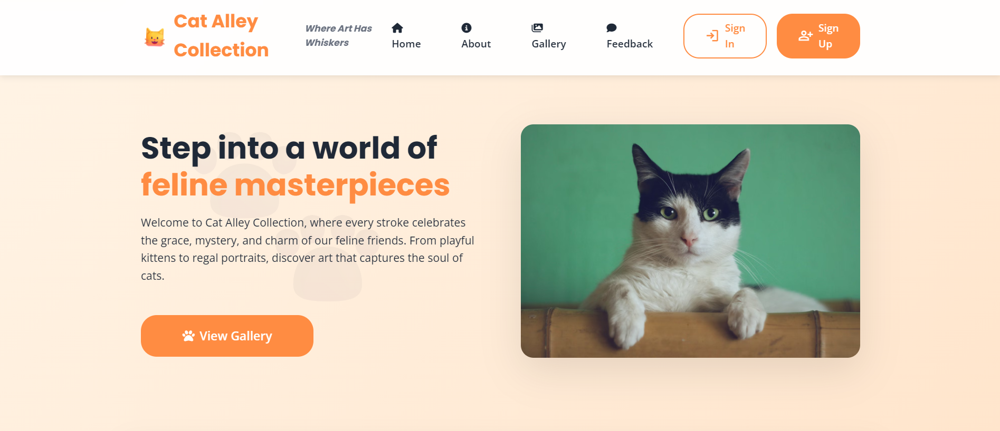 Cat Alley
Collection
Where Art Has
Whiskers
Home
About
Gallery
Feedback
Sign
In
Sign
Up
Step into a world of
feline masterpieces
Welcome to Cat Alley Collection, where every stroke celebrates
the grace, mystery, and charm of our feline friends. From playful
kittens to regal portraits, discover art that captures the soul of
cats.
View Gallery